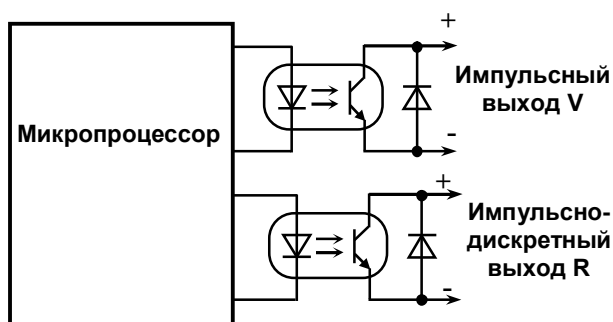 Микропроцессор
+
Импульсный
выход V
-
+
Импульсно-
дискретный
выход R
-